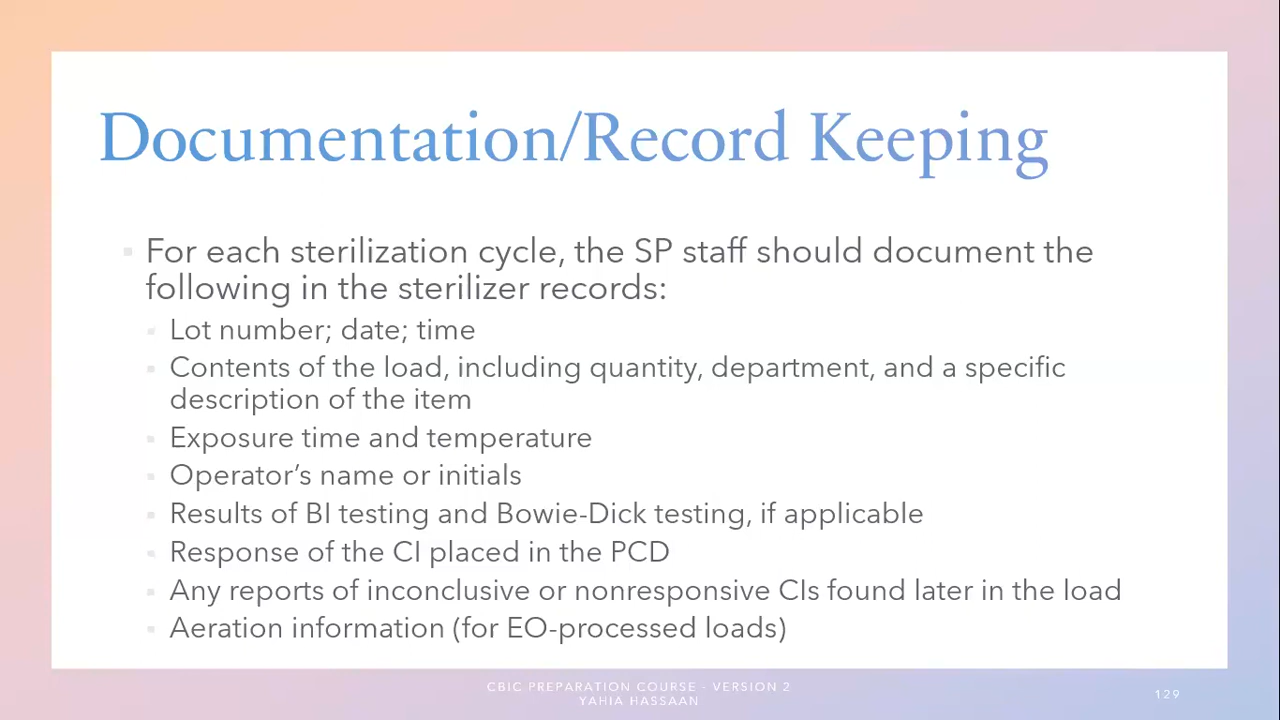 Documentation/Record Keeping
For each sterilization cycle, the SP staff should document the
following in the sterilizer records:
Lot number; date; time
Contents of the load, including quantity, department, and a specific
description of the item
Exposure time and temperature
Operator’s name or initials
Results of BI testing and Bowie-Dick testing, if applicable
Response of the CI placed in the PCD
Any reports of inconclusive or nonresponsive CIs found later in the load
Aeration information (for EO-processed loads)
CBIC PREPARATION COURSE - VERSION 2
YAHIA HASSAAN
129